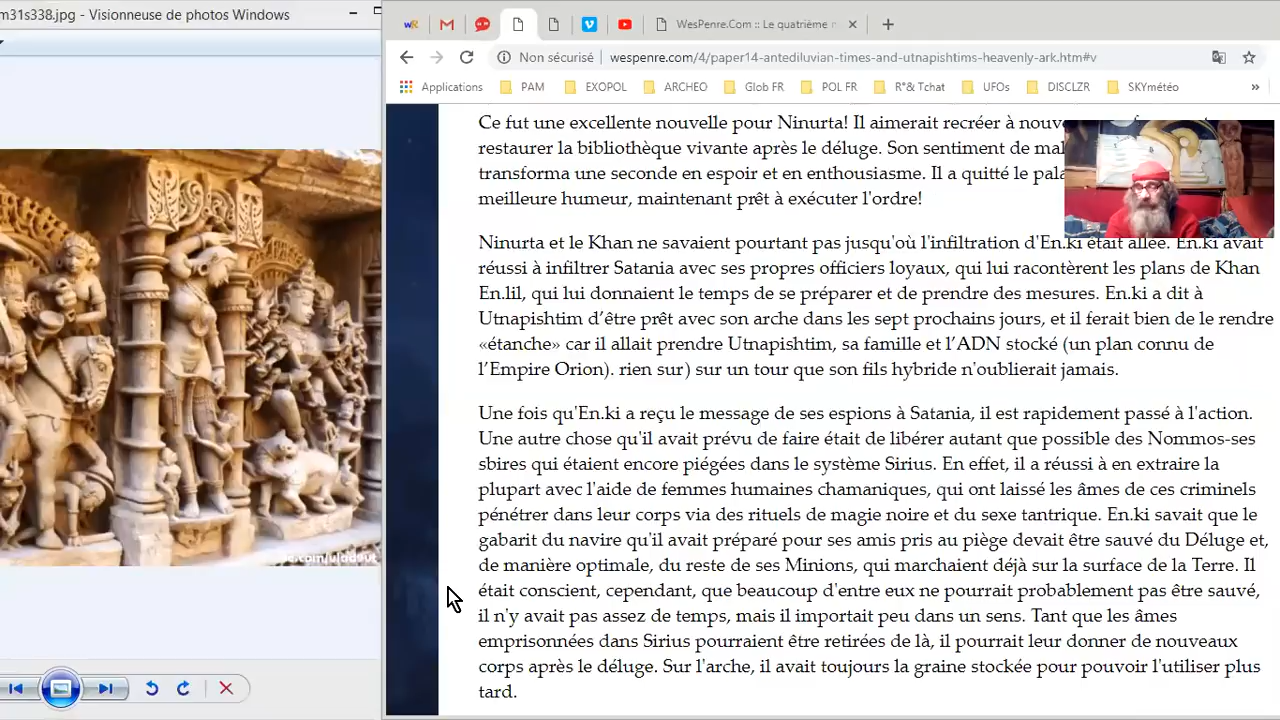 m31s338.jpg - Visionneuse de photos Windows
WesPenre.Com :: Le quatrième n
Non sécurisé | wespenre.com/4/paper14-antediluvian-times-and-utnapishtims-heavenly-ark.htm#v
Applications PAM EXOPOL ARCHEO Glob FR POL FR R°& Tchat UFOs DISCLZR SKYmétéo »
Ce fut une excellente nouvelle pour Ninurta! Il aimerait recréer à
restaurer la bibliothèque vivante après le déluge. Son sentiment de
transforma une seconde en espoir et en enthousiasme. Il a quitté le
meilleure humeur, maintenant prêt à exécuter l'ordre!
Ninurta et le Khan ne savaient pourtant pas jusqu'où l'infiltration d'En.ki était allée. En.ki avait
réussi à infiltrer Satania avec ses propres officiers loyaux, qui lui racontèrent les plans de Khan
En.lil, qui lui donnaient le temps de se préparer et de prendre des mesures. En.ki a dit à
Utnapishtim d’être prêt avec son arche dans les sept prochains jours, et il ferait bien de le rendre
«étanche» car il allait prendre Utnapishtim, sa famille et l’ADN stocké (un plan connu de
l’Empire Orion). rien sur) sur un tour que son fils hybride n'oublierait jamais.
Une fois qu'En.ki a reçu le message de ses espions à Satania, il est rapidement passé à l'action.
Une autre chose qu'il avait prévu de faire était de libérer autant que possible des Nommos-ses
sbires qui étaient encore piégées dans le système Sirius. En effet, il a réussi à en extraire la
plupart avec l'aide de femmes humaines chamaniques, qui ont laissé les âmes de ces criminels
pénétrer dans leur corps via des rituels de magie noire et du sexe tantrique. En.ki savait que le
gabarit du navire qu'il avait préparé pour ses amis pris au piège devait être sauvé du Déluge et,
de manière optimale, du reste de ses Minions, qui marchaient déjà sur la surface de la Terre. Il
était conscient, cependant, que beaucoup d'entre eux ne pourrait probablement pas être sauvé,
il n'y avait pas assez de temps, mais il importait peu dans un sens. Tant que les âmes
emprisonnées dans Sirius pourraient être retirées de là, il pourrait leur donner de nouveaux
corps après le déluge. Sur l'arche, il avait toujours la graine stockée pour pouvoir l'utiliser plus
tard.